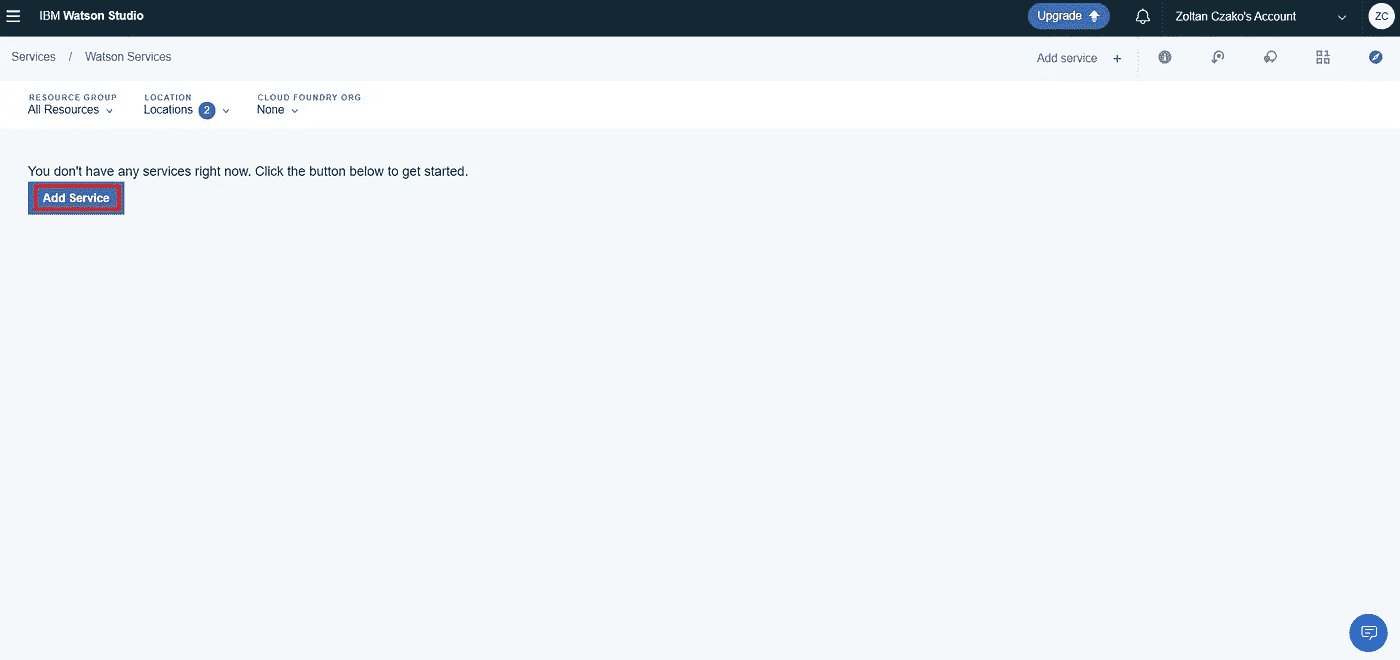 IBM Watson Studio
Upgrade
Zoltan Czako's Account
ZC
Services / Watson Services
Add service +
RESOURCE GROUP
All Resources
LOCATION
Locations 2
CLOUD FOUNDRY ORG
None
You don't have any services right now. Click the button below to get started.
Add Service